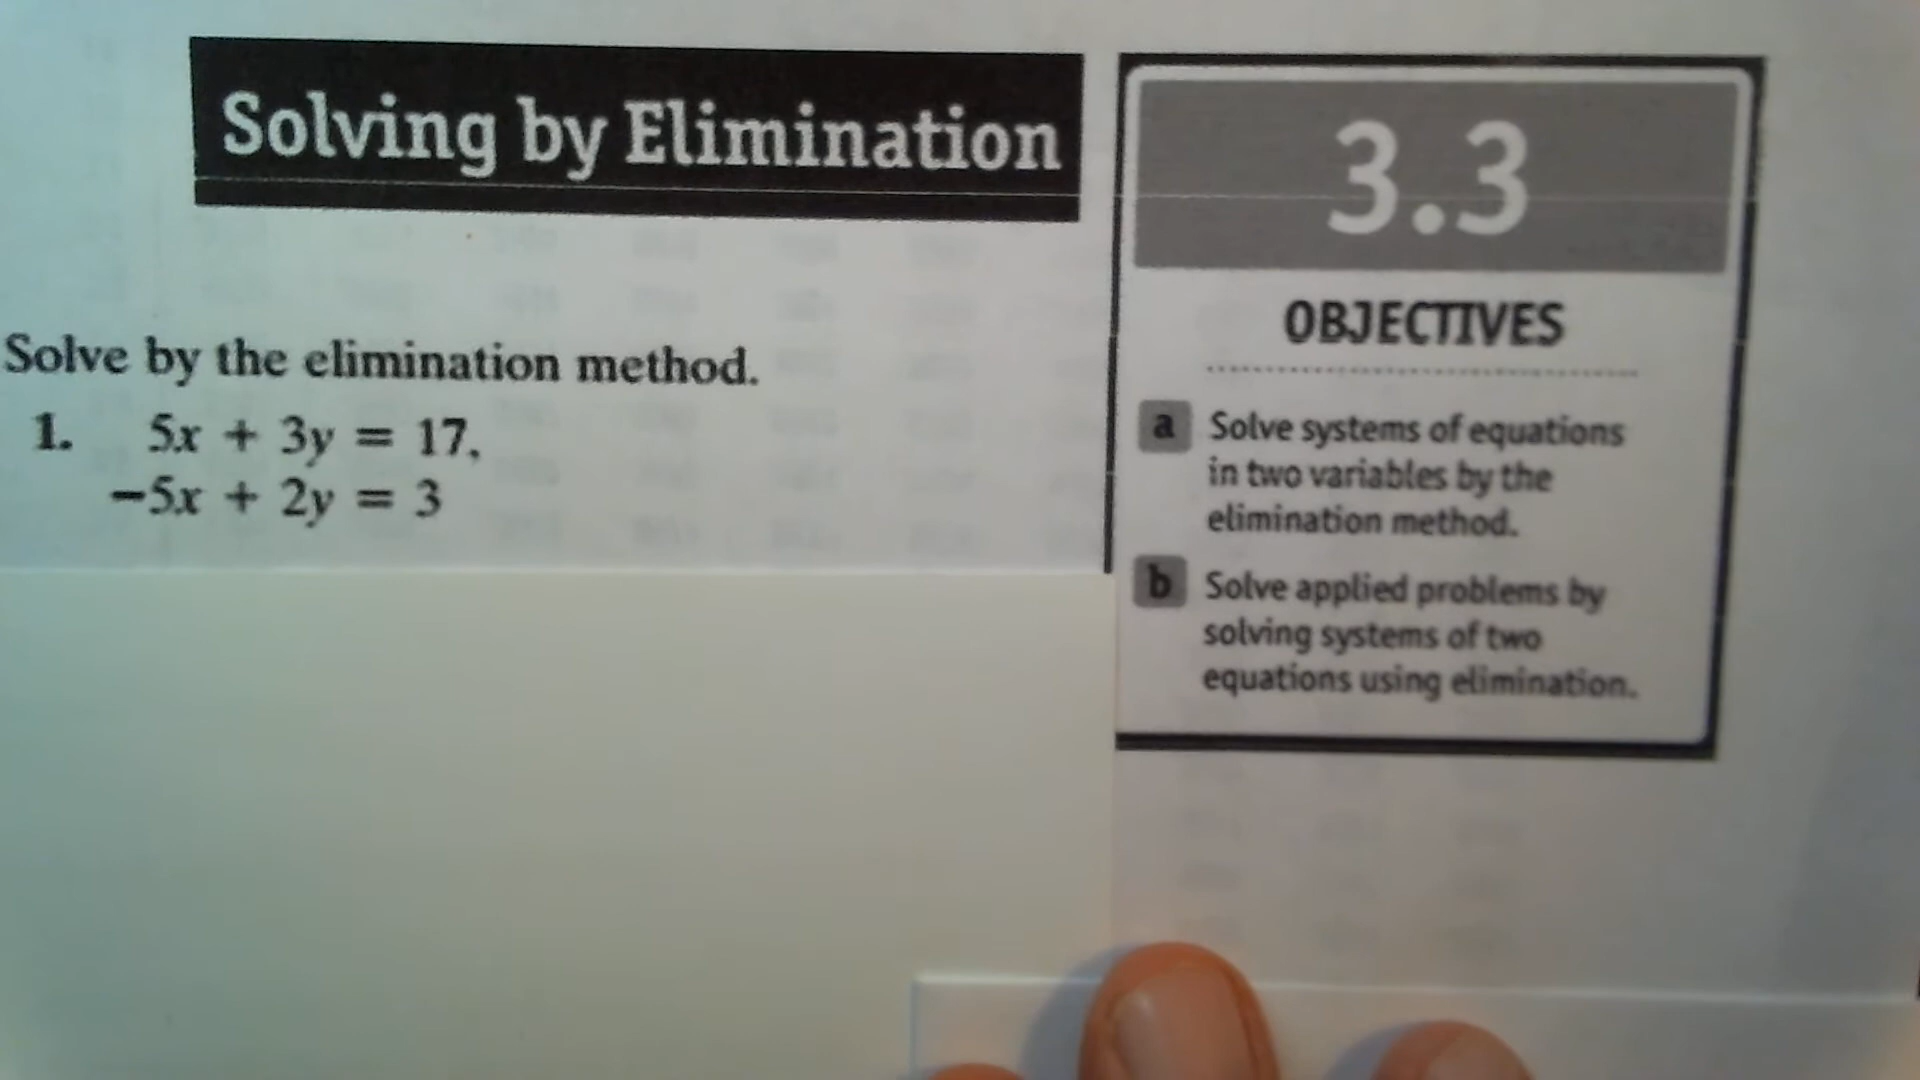 Solving by Elimination
3.3
OBJECTIVES
a Solve systems of equations
in two variables by the
elimination method.
b Solve applied problems by
solving systems of two
equations using elimination.
Solve by the elimination method.
1. 5x + 3y = 17,
−5x + 2y = 3